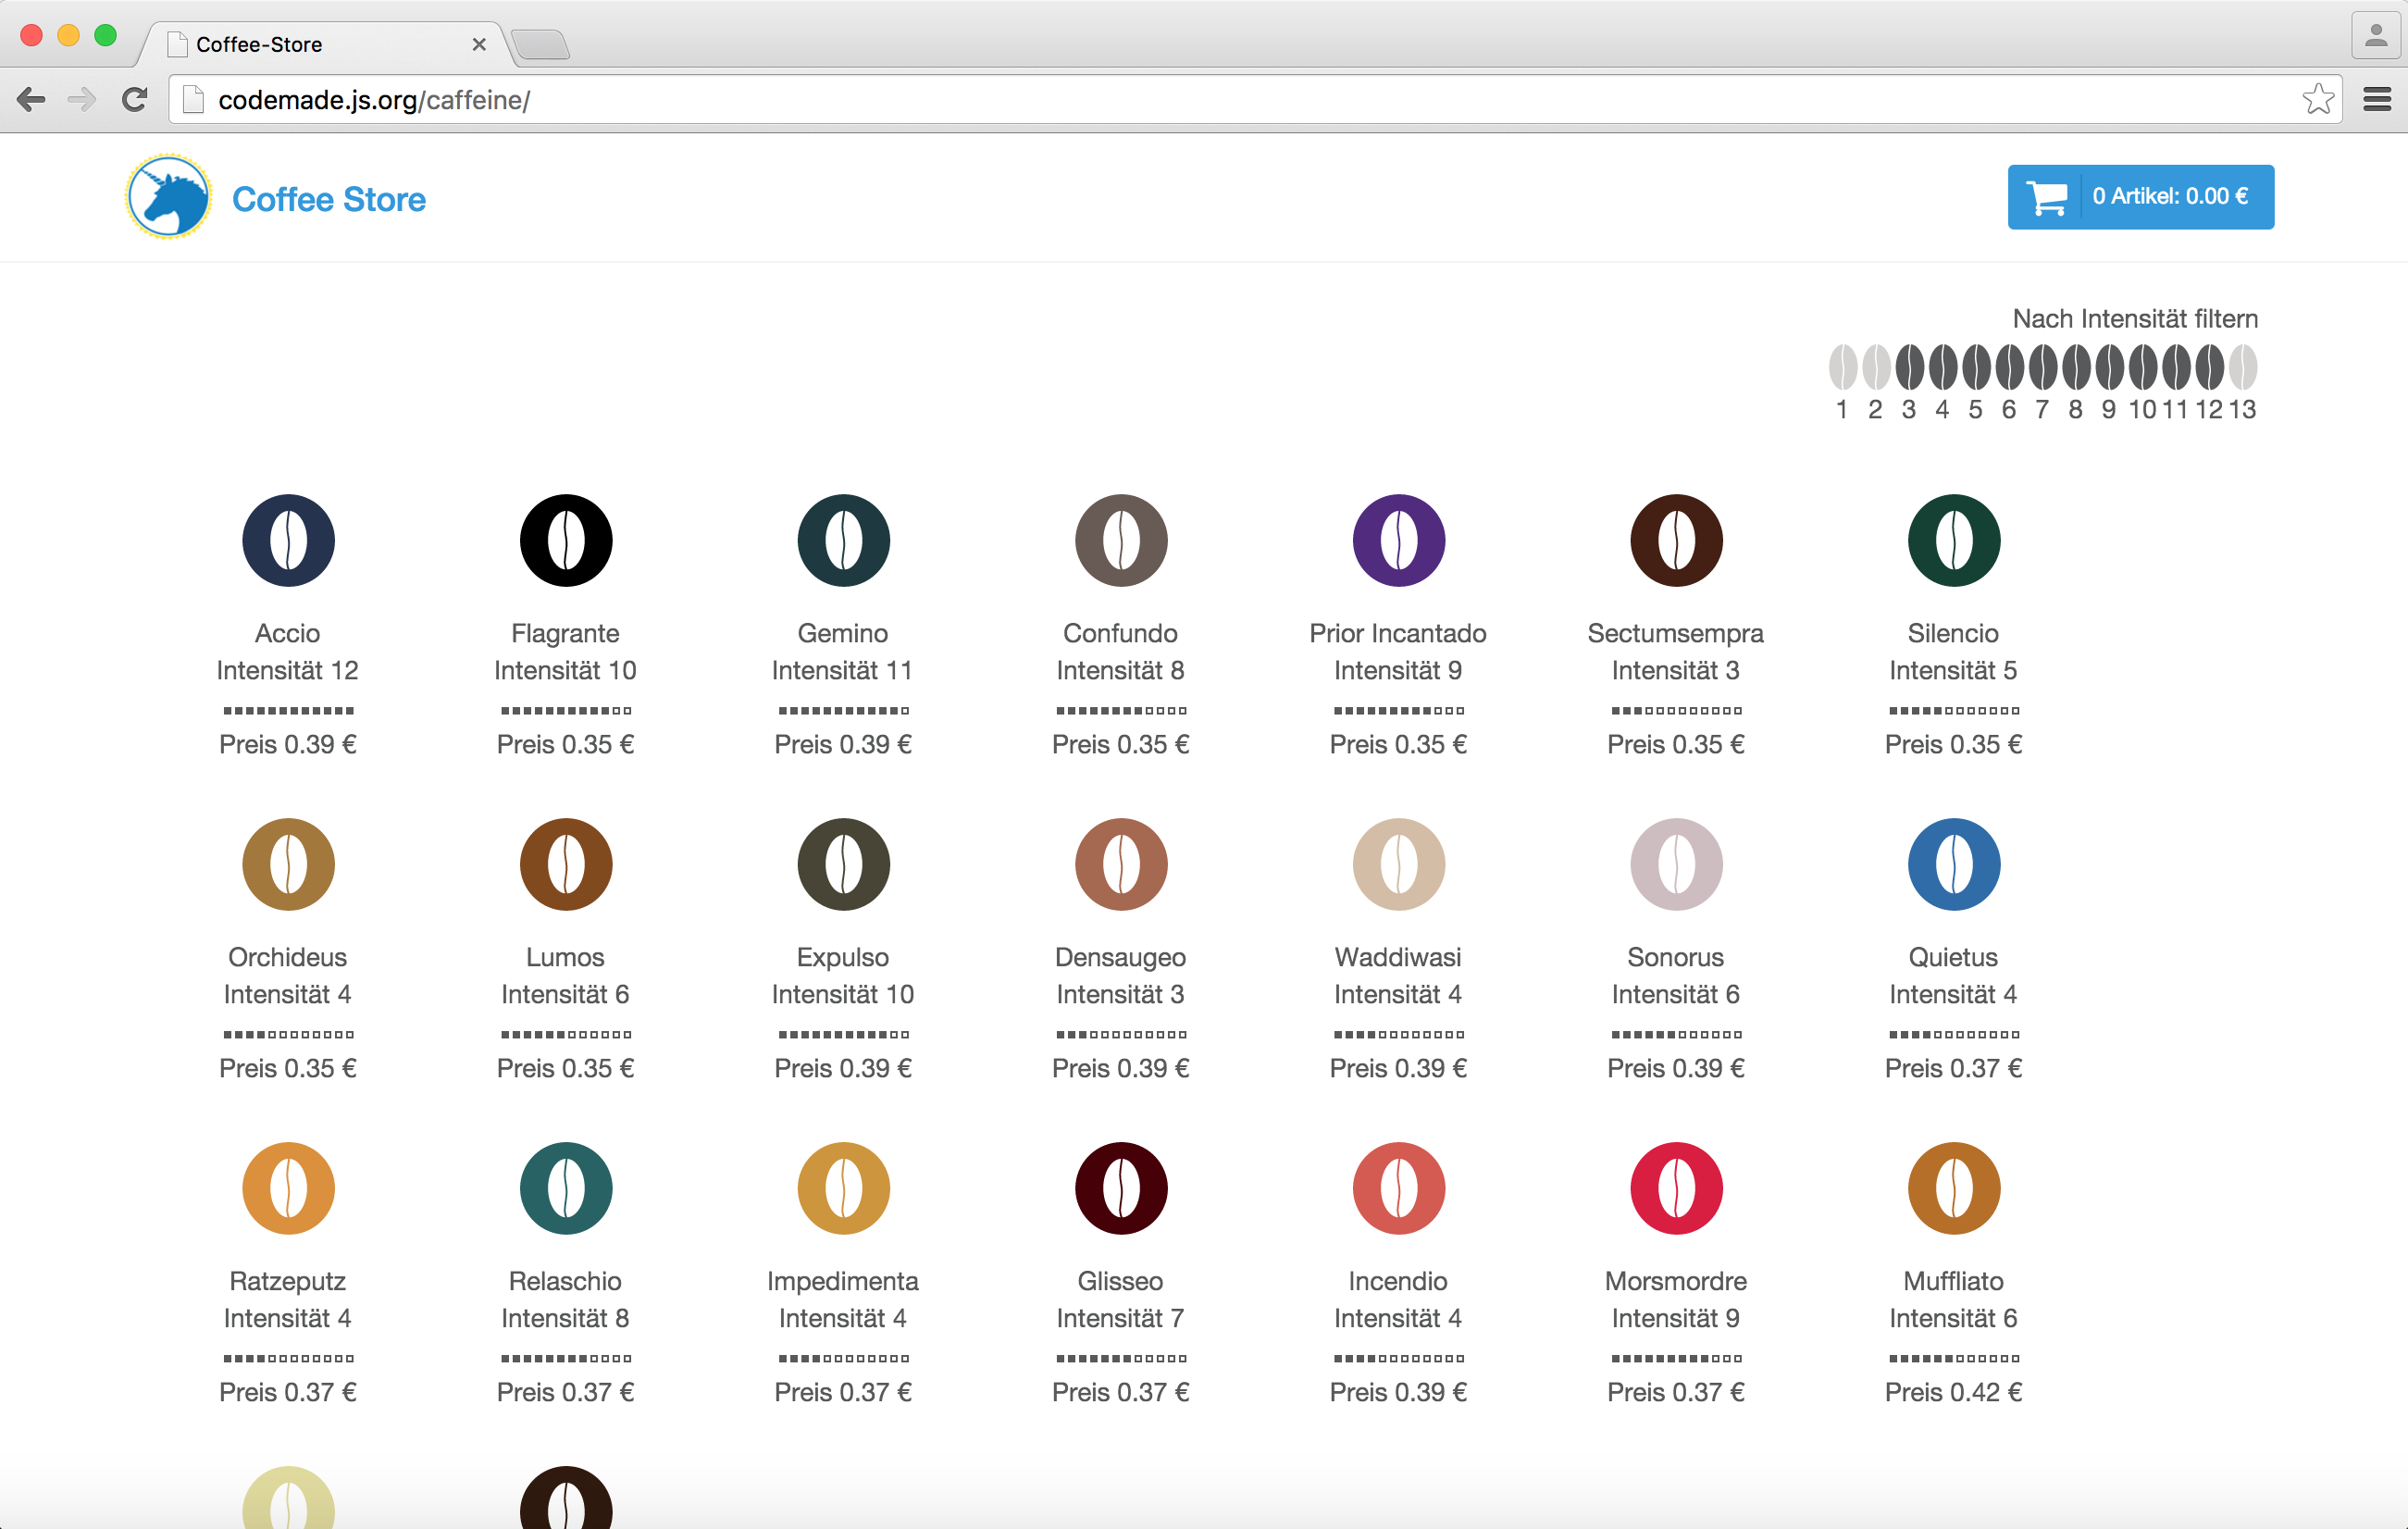 Coffee-Store
codemade.js.org/caffeine/
Coffee Store
0 Artikel: 0.00 €
Nach Intensität filtern
1 2 3 4 5 6 7 8 9 10 11 12 13
Accio Flagrante Gemino Confundo Prior Incantado Sectumsempra Silencio
Intensität 12 Intensität 10 Intensität 11 Intensität 8 Intensität 9 Intensität 3 Intensität 5
Preis 0.39 € Preis 0.35 € Preis 0.39 € Preis 0.35 € Preis 0.35 € Preis 0.35 € Preis 0.35 €
Orchideus Lumos Expulso Densaugeo Waddiwasi Sonorus Quietus
Intensität 4 Intensität 6 Intensität 10 Intensität 3 Intensität 4 Intensität 6 Intensität 4
Preis 0.35 € Preis 0.35 € Preis 0.39 € Preis 0.39 € Preis 0.39 € Preis 0.39 € Preis 0.37 €
Ratzeputz Relaschio Impedimenta Glisseo Incendio Morsmordre Muffliato
Intensität 4 Intensität 8 Intensität 4 Intensität 7 Intensität 4 Intensität 9 Intensität 6
Preis 0.37 € Preis 0.37 € Preis 0.37 € Preis 0.37 € Preis 0.39 € Preis 0.37 € Preis 0.42 €